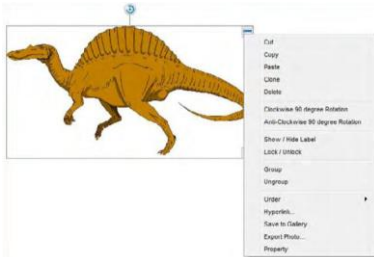 Cut
Copy
Paste
Clone
Delete
Clockwise 90 degree Rotation
Anti-Clockwise 90 degree Rotation
Show / Hide Label
Lock / Unlock
Group
Ungroup
Order
Hyperlink...
Save to Gallery
Export Photo...
Property